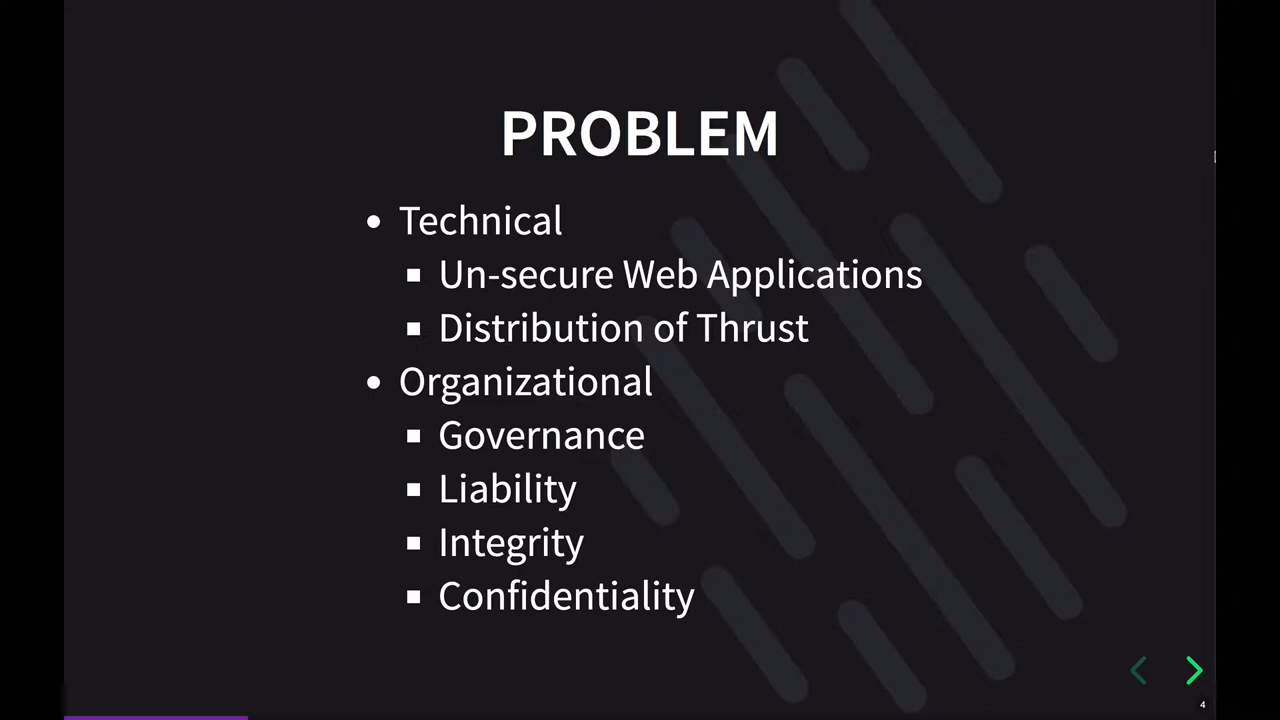 PROBLEM
• Technical
▪ Un-secure Web Applications
▪ Distribution of Thrust
• Organizational
▪ Governance
▪ Liability
▪ Integrity
▪ Confidentiality
4